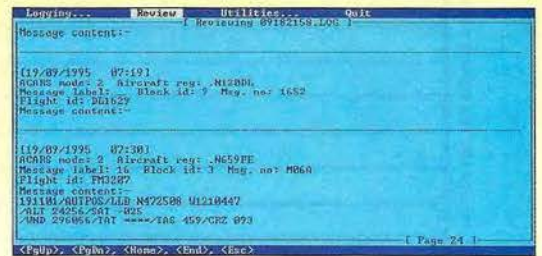 Logging... Review Utilities... Quit
[ Reviewing 09182158.LOG ]
Message content:-
[19/09/1995 07:19]
ACARS mode: 2 Aircraft reg: .N120DL
Message label: Block id: 9 Msg. no: 1652
Flight id: DL1627
Message content:-
[19/09/1995 07:30]
ACARS mode: 2 Aircraft reg: .N659FE
Message label: 16 Block id: 3 Msg. no: M06A
Flight id: FM3207
Message content:-
191101/AUTPOS/LLD N472508 W1210447
/ALT 24256/SAT -025
/WND 296056/TAT ----/TAS 459/CRZ 093
[ Page 24 ]
<PgUp>, <PgDn>, <Home>, <End>, <Esc>